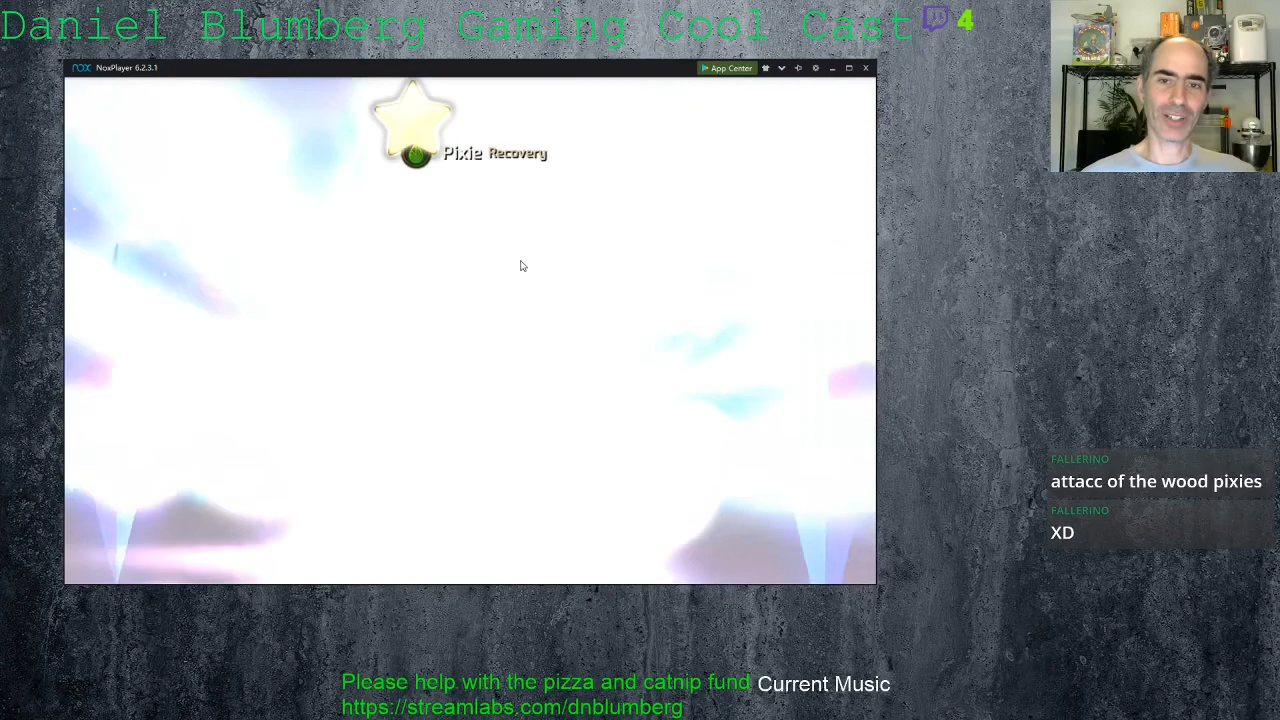 Daniel Blumberg Gaming Cool Cast 4
nox NoxPlayer 6.2.3.1
App Center
Pixie Recovery
FALLERINO
attacc of the wood pixies
FALLERINO
XD
Please help with the pizza and catnip fund
https://streamlabs.com/dnblumberg
Current Music